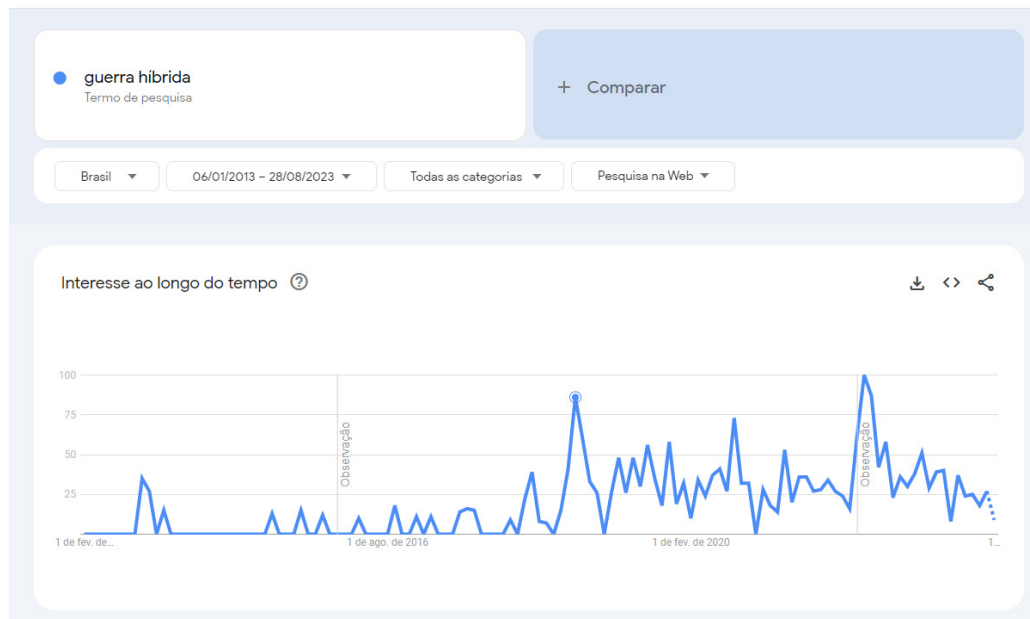 guerra híbrida
Termo de pesquisa
+ Comparar
Brasil
06/01/2013 – 28/08/2023
Todas as categorias
Pesquisa na Web
Interesse ao longo do tempo
100
75
50
25
Observação
Observação
1 de fev. de…
1 de ago. de 2016
1 de fev. de 2020
1…